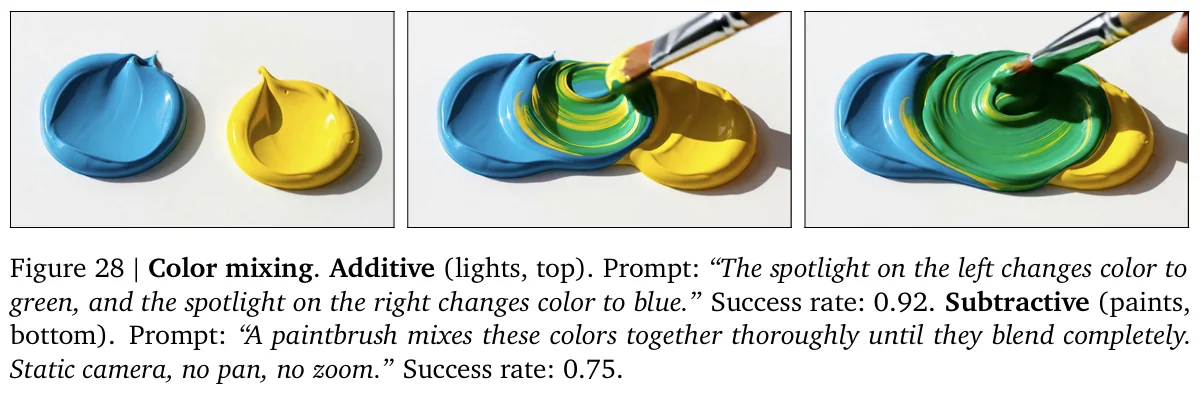 Figure 28 | Color mixing. Additive (lights, top). Prompt: “The spotlight on the left changes color to
green, and the spotlight on the right changes color to blue.” Success rate: 0.92. Subtractive (paints,
bottom). Prompt: “A paintbrush mixes these colors together thoroughly until they blend completely.
Static camera, no pan, no zoom.” Success rate: 0.75.